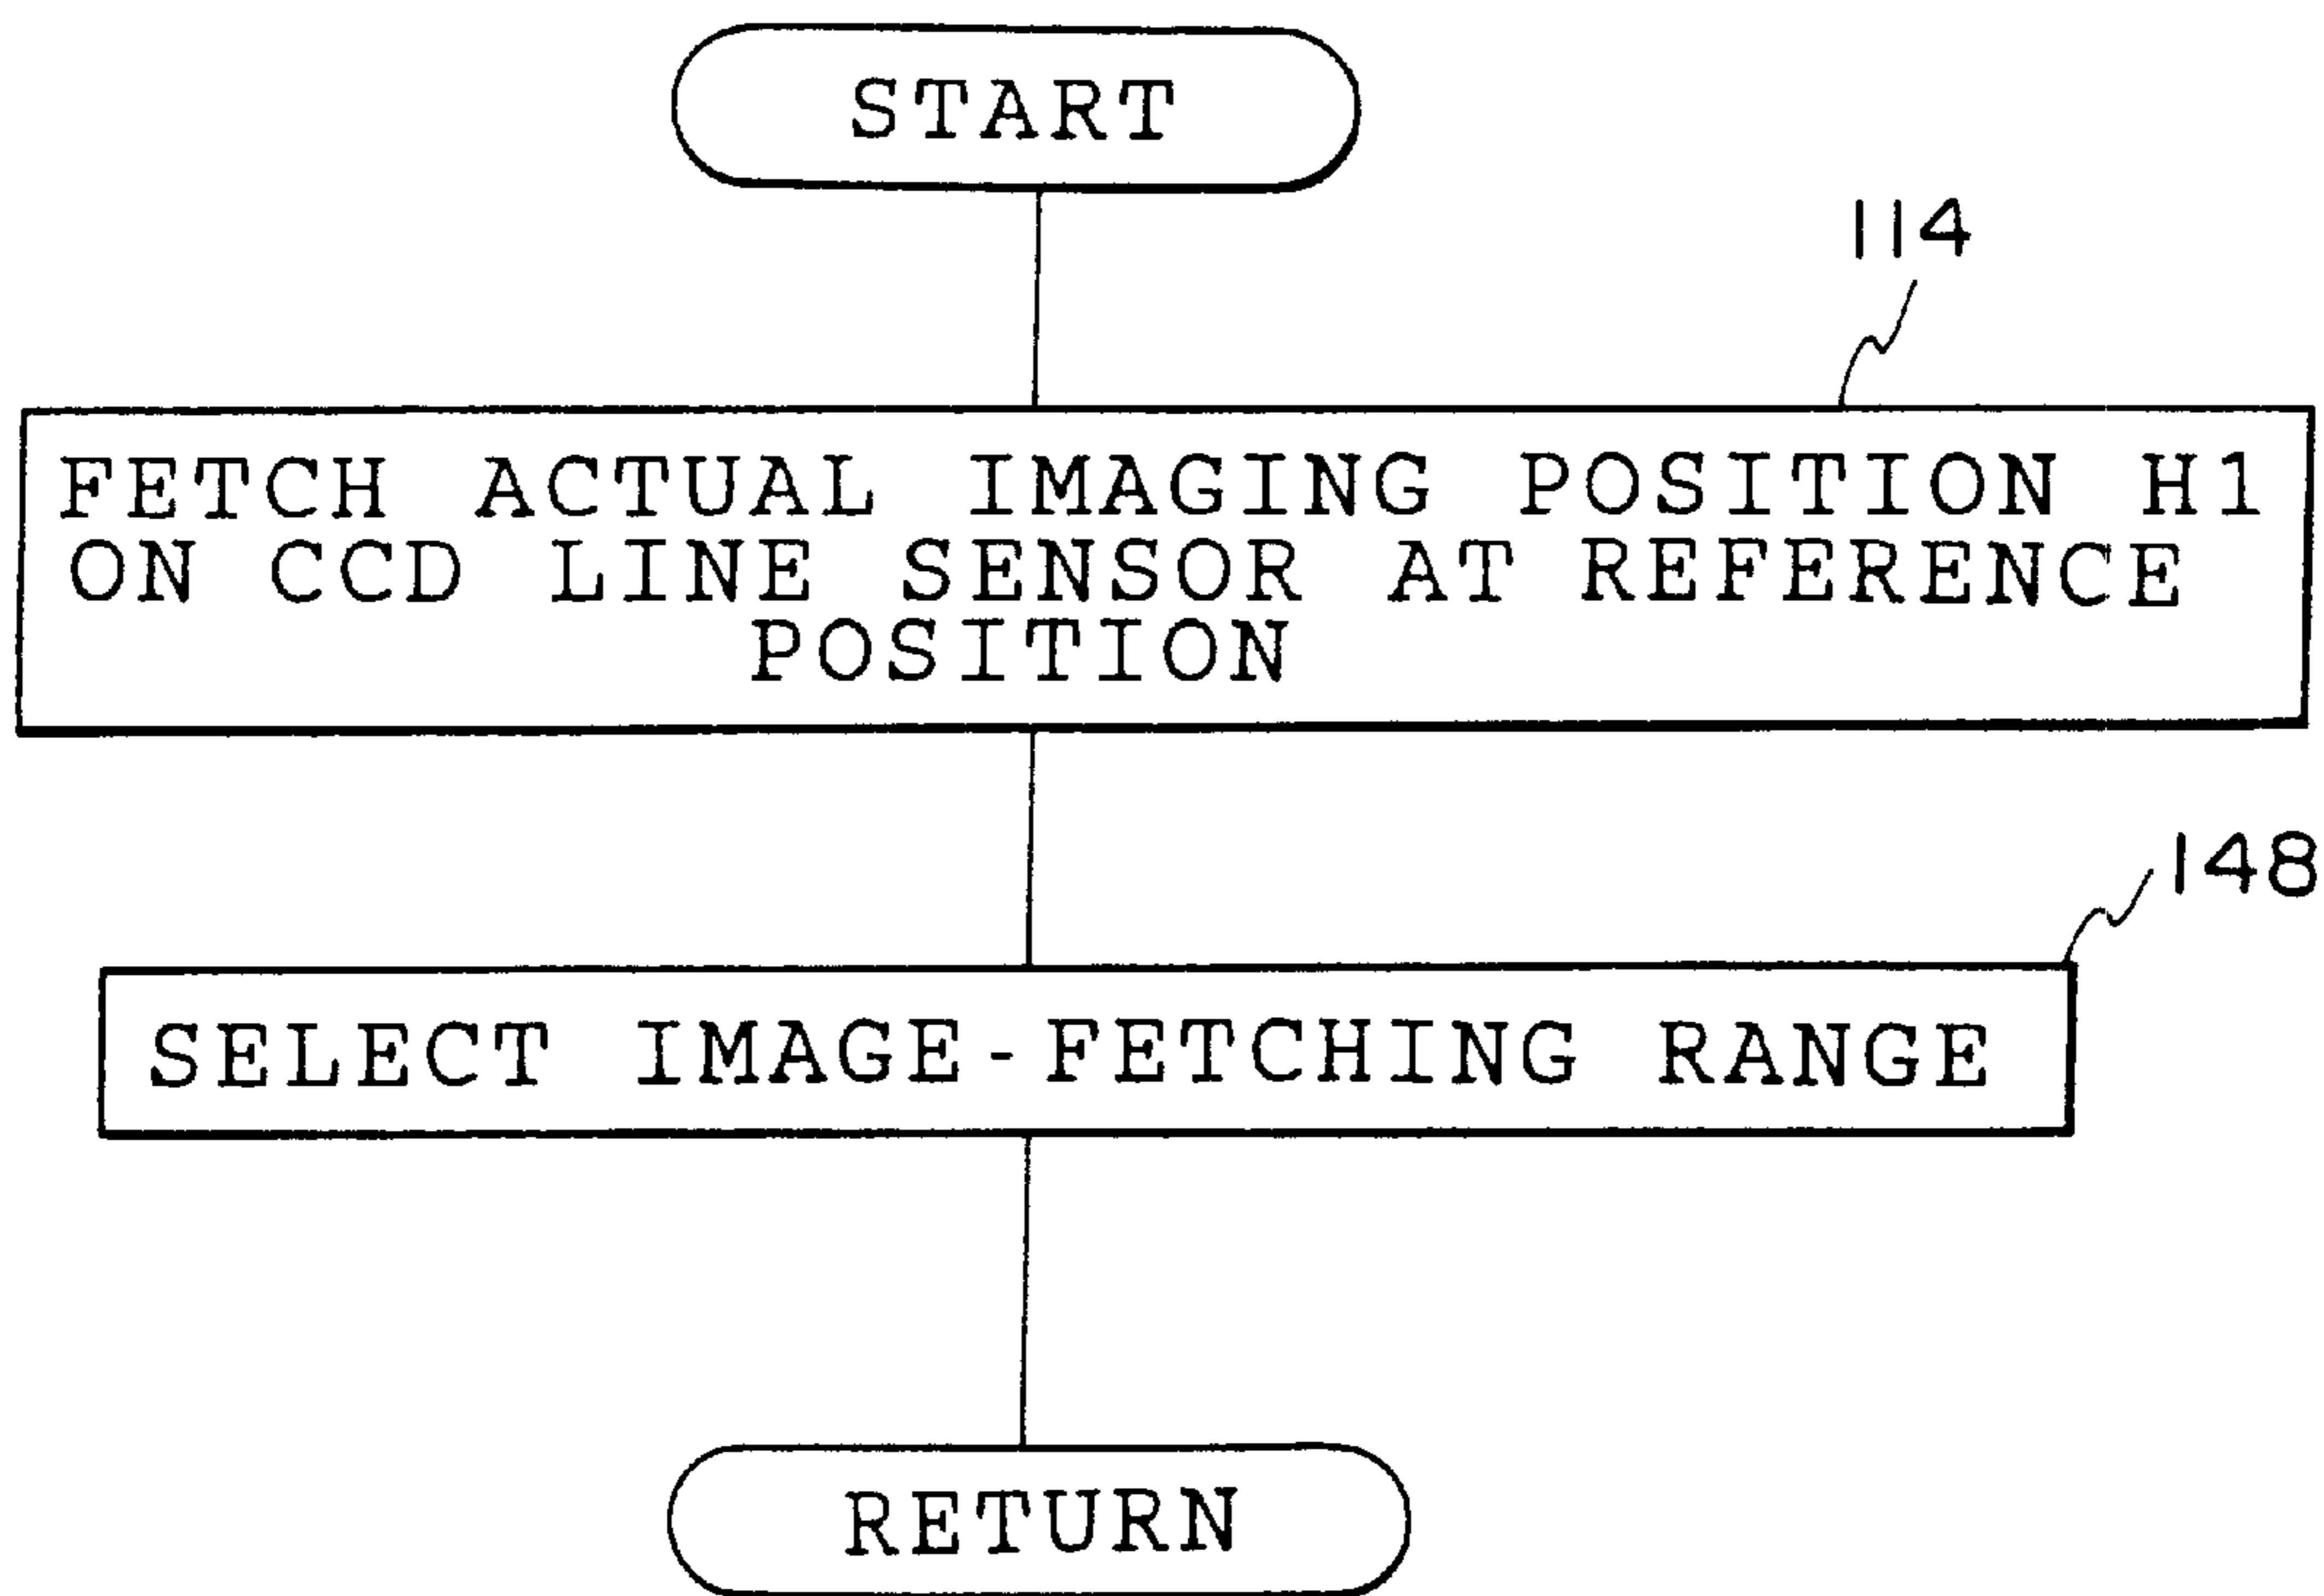 START
114
FETCH ACTUAL IMAGING POSITION H1
ON CCD LINE SENSOR AT REFERENCE
POSITION
148
SELECT IMAGE-FETCHING RANGE
RETURN